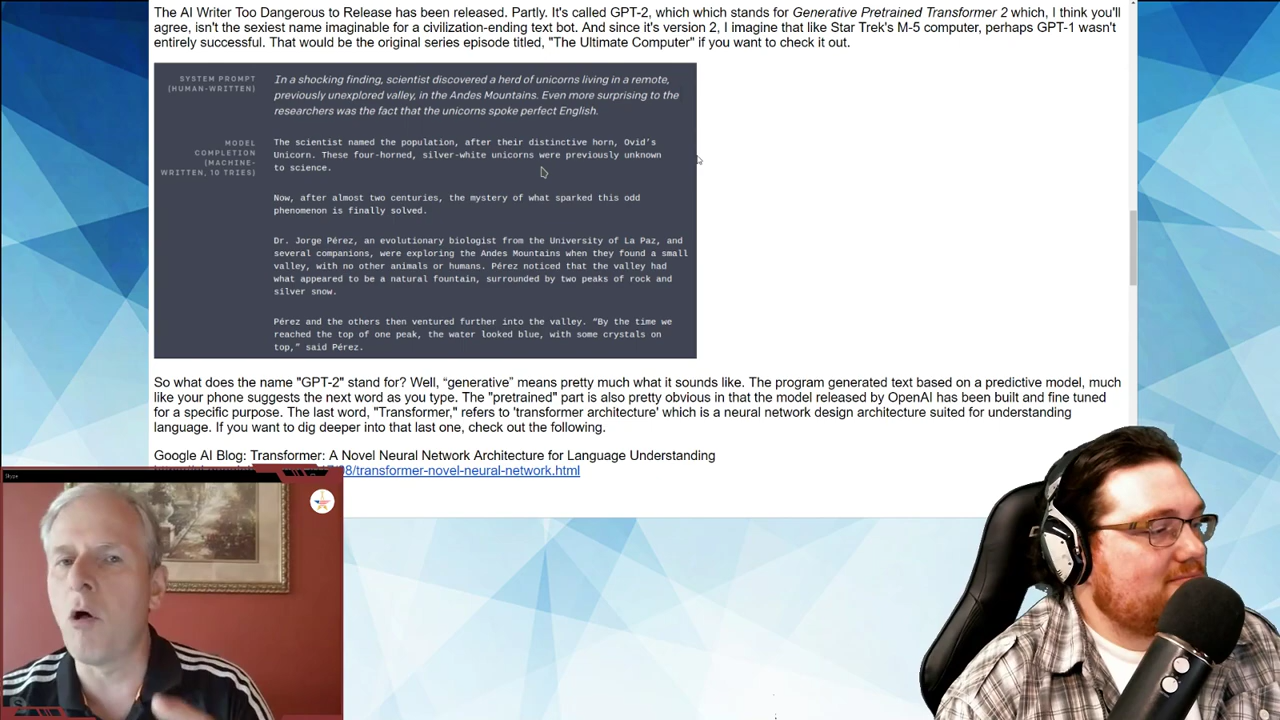 The AI Writer Too Dangerous to Release has been released. Partly. It's called GPT-2, which which stands for Generative Pretrained Transformer 2 which, I think you'll
agree, isn't the sexiest name imaginable for a civilization-ending text bot. And since it's version 2, I imagine that like Star Trek's M-5 computer, perhaps GPT-1 wasn't
entirely successful. That would be the original series episode titled, "The Ultimate Computer" if you want to check it out.
SYSTEM PROMPT
(HUMAN-WRITTEN)
In a shocking finding, scientist discovered a herd of unicorns living in a remote,
previously unexplored valley, in the Andes Mountains. Even more surprising to the
researchers was the fact that the unicorns spoke perfect English.
MODEL
COMPLETION
(MACHINE-
WRITTEN, 10 TRIES)
The scientist named the population, after their distinctive horn, Ovid's
Unicorn. These four-horned, silver-white unicorns were previously unknown
to science.
Now, after almost two centuries, the mystery of what sparked this odd
phenomenon is finally solved.
Dr. Jorge Pérez, an evolutionary biologist from the University of La Paz, and
several companions, were exploring the Andes Mountains when they found a small
valley, with no other animals or humans. Pérez noticed that the valley had
what appeared to be a natural fountain, surrounded by two peaks of rock and
silver snow.
Pérez and the others then ventured further into the valley. “By the time we
reached the top of one peak, the water looked blue, with some crystals on
top,” said Pérez.
So what does the name "GPT-2" stand for? Well, “generative” means pretty much what it sounds like. The program generated text based on a predictive model, much
like your phone suggests the next word as you type. The "pretrained" part is also pretty obvious in that the model released by OpenAI has been built and fine tuned
for a specific purpose. The last word, "Transformer," refers to 'transformer architecture' which is a neural network design architecture suited for understanding
language. If you want to dig deeper into that last one, check out the following.
Google AI Blog: Transformer: A Novel Neural Network Architecture for Language Understanding
/transformer-novel-neural-network.html
Skype